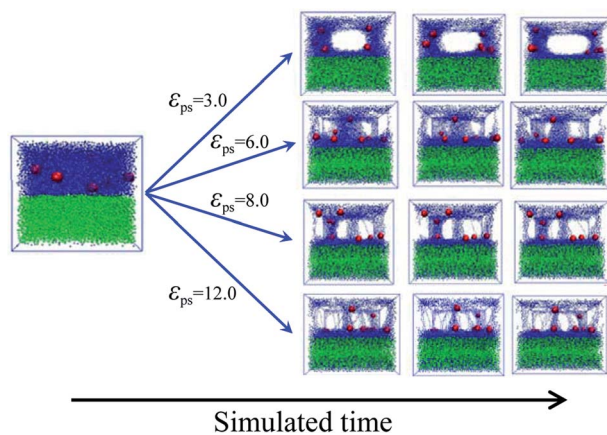 εps=3.0
εps=6.0
εps=8.0
εps=12.0
Simulated time